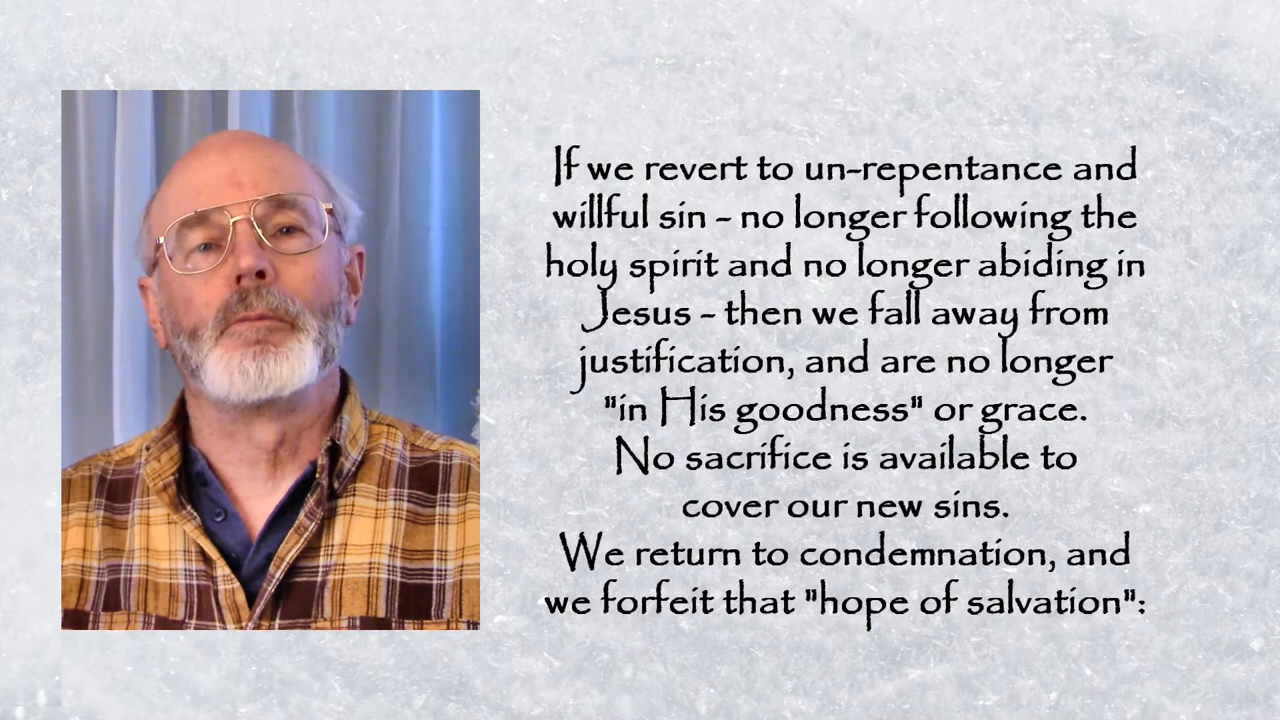 If we revert to un-repentance and
willful sin - no longer following the
holy spirit and no longer abiding in
Jesus - then we fall away from
justification, and are no longer
"in His goodness" or grace.
No sacrifice is available to
cover our new sins.
We return to condemnation, and
we forfeit that "hope of salvation":